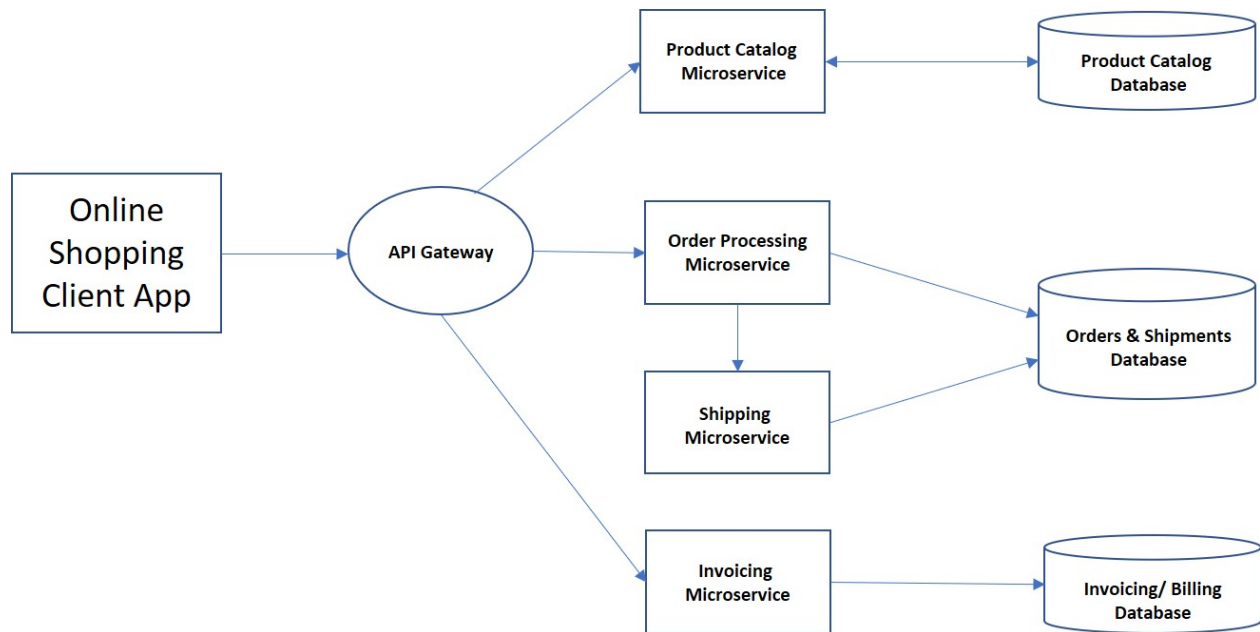 Product Catalog
Microservice
Product Catalog
Database
Online
Shopping
Client App
API Gateway
Order Processing
Microservice
Orders & Shipments
Database
Shipping
Microservice
Invoicing
Microservice
Invoicing/ Billing
Database